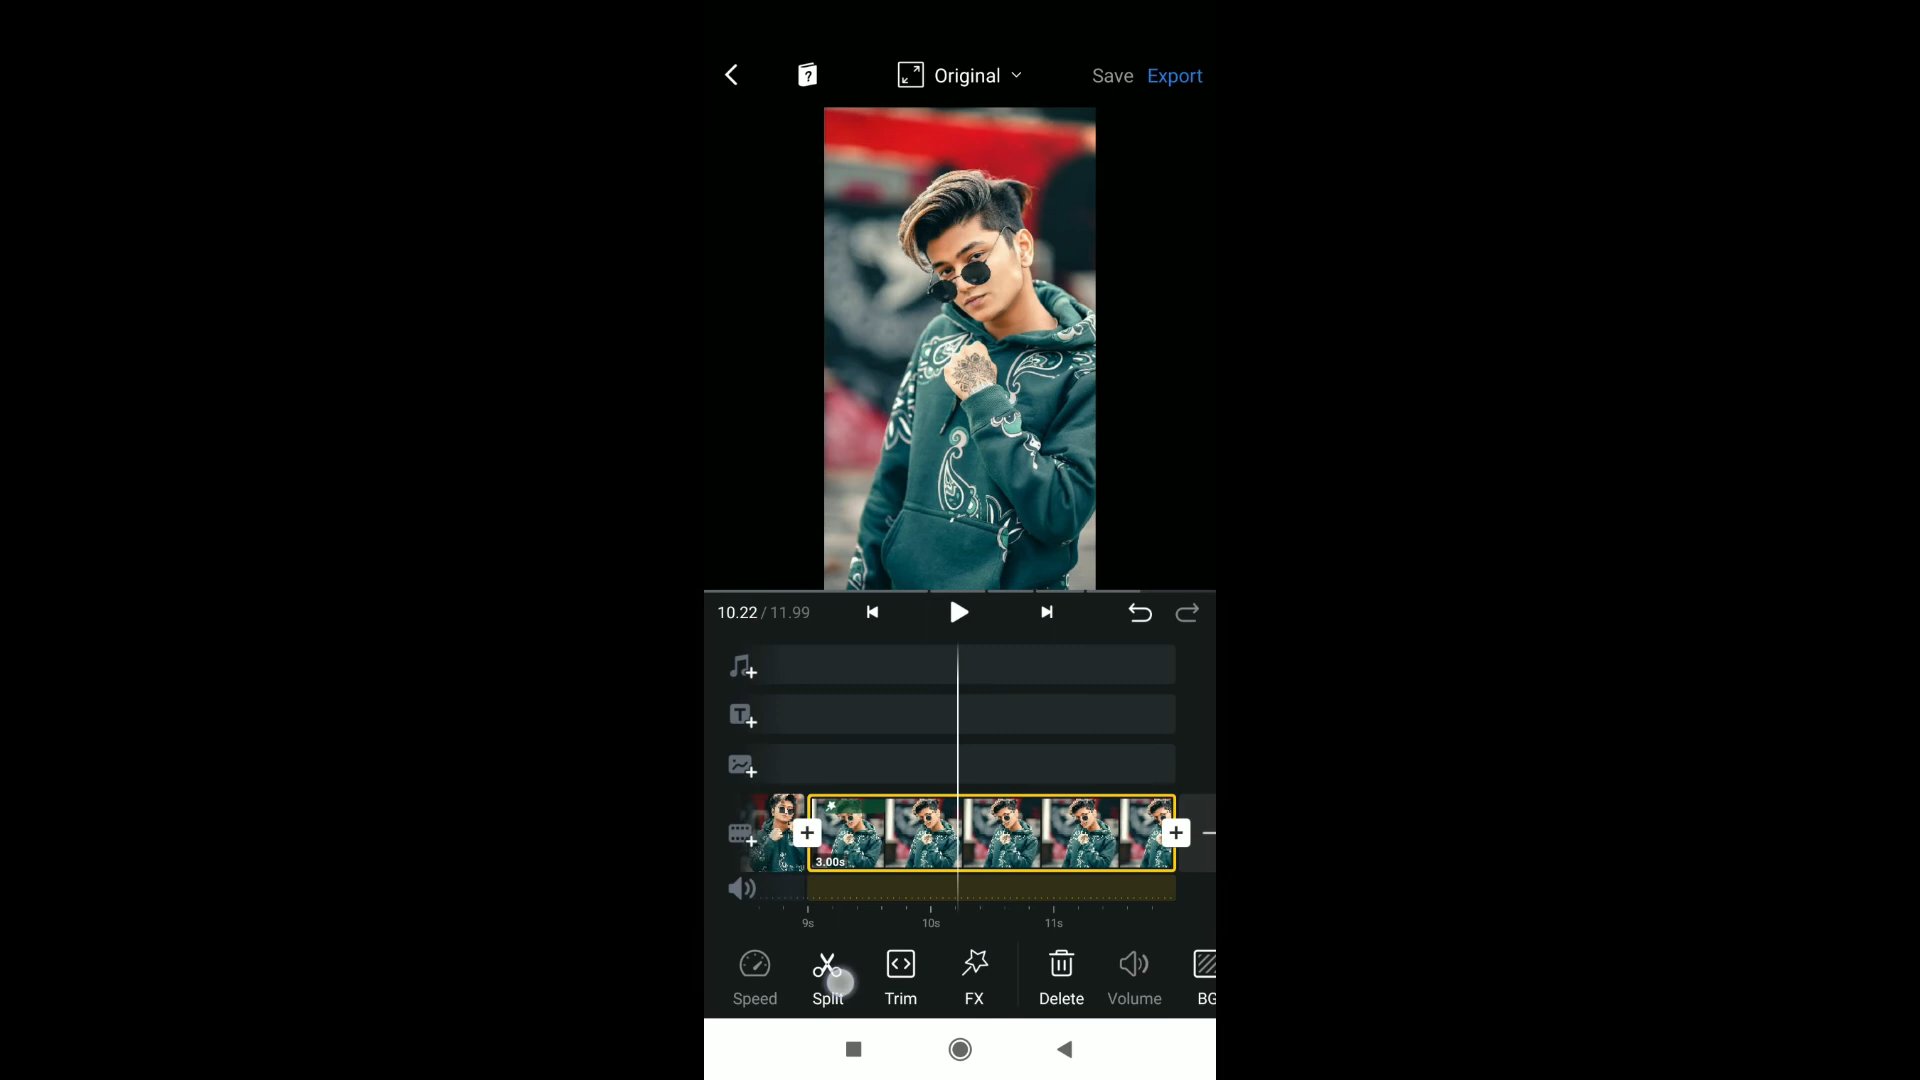 Original
Save Export
10.22 / 11.99
3.00s
9s 10s 11s
Speed Split Trim FX Delete Volume BG